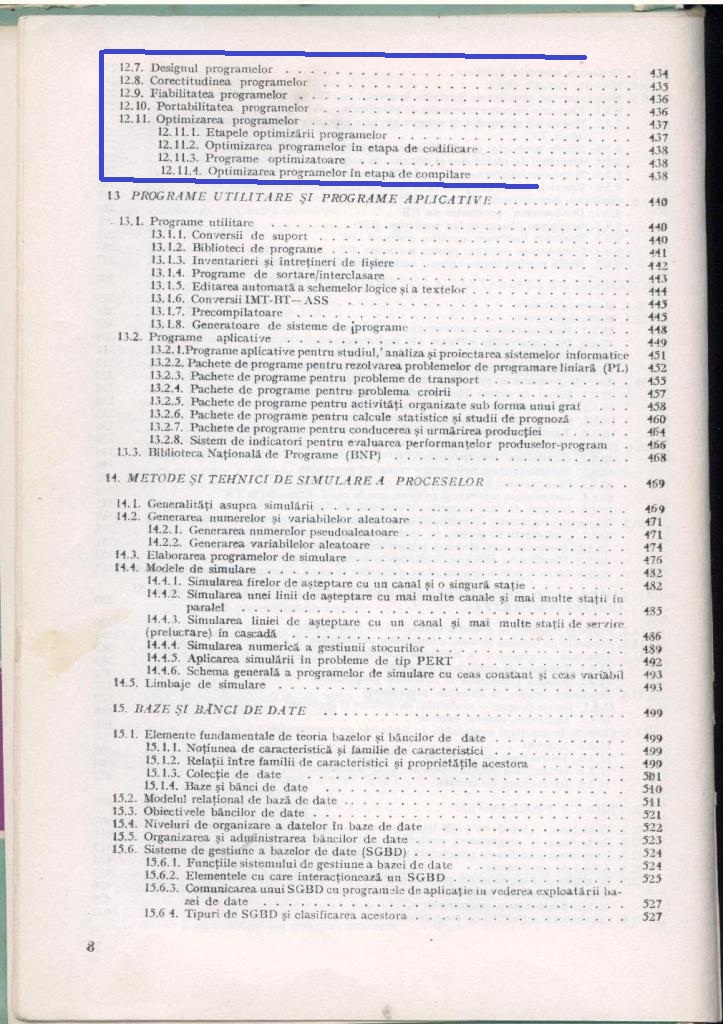 12.7. Designul programelor . . . . . . . . . . 434
12.8. Corectitudinea programelor . . . . . . . . . . 435
12.9. Fiabilitatea programelor . . . . . . . . . . 436
12.10. Portabilitatea programelor . . . . . . . . . . 436
12.11. Optimizarea programelor . . . . . . . . . . 437
12.11.1. Etapele optimizării programelor . . . . . . . . . . 437
12.11.2. Optimizarea programelor în etapa de codificare . . . . . . . . . . 438
12.11.3. Programe optimizatoare . . . . . . . . . . 438
12.11.4. Optimizarea programelor în etapa de compilare . . . . . . . . . . 438
13 PROGRAME UTILITARE ŞI PROGRAME APLICATIVE . . . . . . . . . . 440
13.1. Programe utilitare . . . . . . . . . . 440
13.1.1. Conversii de suport . . . . . . . . . . 440
13.1.2. Biblioteci de programe . . . . . . . . . . 441
13.1.3. Inventarieri şi întreţineri de fişiere . . . . . . . . . . 442
13.1.4. Programe de sortare/interclasare . . . . . . . . . . 443
13.1.5. Editarea automată a schemelor logice şi a textelor . . . . . . . . . . 444
13.1.6. Conversii IMT-BT—ASS . . . . . . . . . . 445
13.1.7. Precompilatoare . . . . . . . . . . 445
13.1.8. Generatoare de sisteme de programe . . . . . . . . . . 448
13.2. Programe aplicative . . . . . . . . . . 449
13.2.1. Programe aplicative pentru studiul, analiza şi proiectarea sistemelor informatice 451
13.2.2. Pachete de programe pentru rezolvarea problemelor de programare liniară (PL) 452
13.2.3. Pachete de programe pentru probleme de transport . . . . . . . . . . 455
13.2.4. Pachete de programe pentru problema croirii . . . . . . . . . . 457
13.2.5. Pachete de programe pentru activităţi organizate sub forma unui graf . . . . 458
13.2.6. Pachete de programe pentru calcule statistice si studii de prognoză . . . . . 460
13.2.7. Pachete de programe pentru conducerea şi urmărirea producţiei . . . . . . 464
13.2.8. Sistem de indicatori pentru evaluarea performanţelor produselor-program . 466
13.3. Biblioteca Naţională de Programe (BNP) . . . . . . . . . . 468
14. METODE ŞI TEHNICI DE SIMULARE A PROCESELOR . . . . . . . . . . 469
14.1. Generalităţi asupra simulării . . . . . . . . . . 469
14.2. Generarea numerelor şi variabilelor aleatoare . . . . . . . . . . 471
14.2.1. Generarea numerelor pseudoaleatoare . . . . . . . . . . 471
14.2.2. Generarea variabilelor aleatoare . . . . . . . . . . 474
14.3. Elaborarea programelor de simulare . . . . . . . . . . 476
14.4. Modele de simulare . . . . . . . . . . 482
14.4.1. Simularea firelor de aşteptare cu un canal şi o singură staţie . . . . . . 482
14.4.2. Simularea unei linii de aşteptare cu mai multe canale şi mai multe staţii în
paralel . . . . . . . . . . 485
14.4.3. Simularea liniei de aşteptare cu un canal şi mai multe staţii de servire
(prelucrare) în cascadă . . . . . . . . . . 486
14.4.4. Simularea numerică a gestiunii stocurilor . . . . . . . . . . 489
14.4.5. Aplicarea simulării în probleme de tip PERT . . . . . . . . . . 492
14.4.6. Schema generală a programelor de simulare cu ceas constant şi ceas variabil 493
14.5. Limbaje de simulare . . . . . . . . . . 493
15. BAZE ŞI BĂNCI DE DATE . . . . . . . . . . 499
15.1. Elemente fundamentale de teoria bazelor şi băncilor de date . . . . . . . . . . 499
15.1.1. Noţiunea de caracteristică şi familie de caracteristici . . . . . . . . . . 499
15.1.2. Relaţii între familii de caracteristici şi proprietăţile acestora . . . . . . 499
15.1.3. Colecţie de date . . . . . . . . . . 501
15.1.4. Baze şi bănci de date . . . . . . . . . . 510
15.2. Modelul relaţional de bază de date . . . . . . . . . . 511
15.3. Obiectivele băncilor de date . . . . . . . . . . 521
15.4. Niveluri de organizare a datelor în baze de date . . . . . . . . . . 522
15.5. Organizarea şi administrarea băncilor de date . . . . . . . . . . 523
15.6. Sisteme de gestiune a bazelor de date (SGBD) . . . . . . . . . . 524
15.6.1. Funcţiile sistemului de gestiune a bazei de date . . . . . . . . . . 524
15.6.2. Elementele cu care interacţionează un SGBD . . . . . . . . . . 525
15.6.3. Comunicarea unui SGBD cu programele de aplicaţie în vederea exploatării ba-
zei de date . . . . . . . . . . 527
15.6 4. Tipuri de SGBD şi clasificarea acestora . . . . . . . . . . 527
8